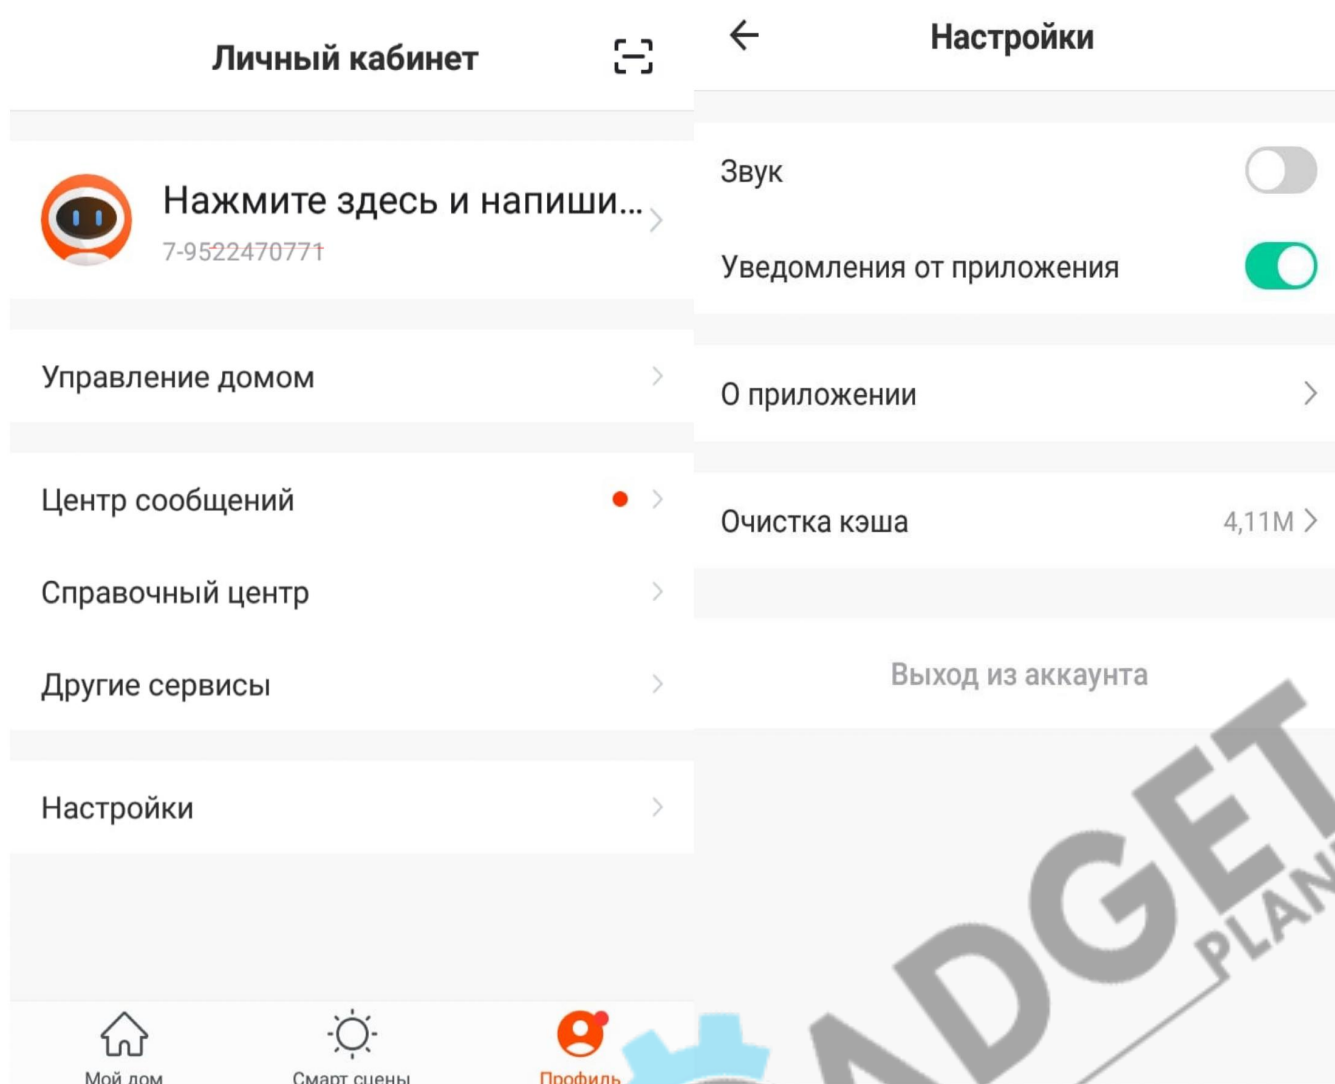 Личный кабинет
Нажмите здесь и напиши...
7-9522470771
Управление домом
Центр сообщений
Справочный центр
Другие сервисы
Настройки
Мой дом
Смарт сцены
Профиль
Настройки
Звук
Уведомления от приложения
О приложении
Очистка кэша
4,11M
Выход из аккаунта
ADGET
PLAN